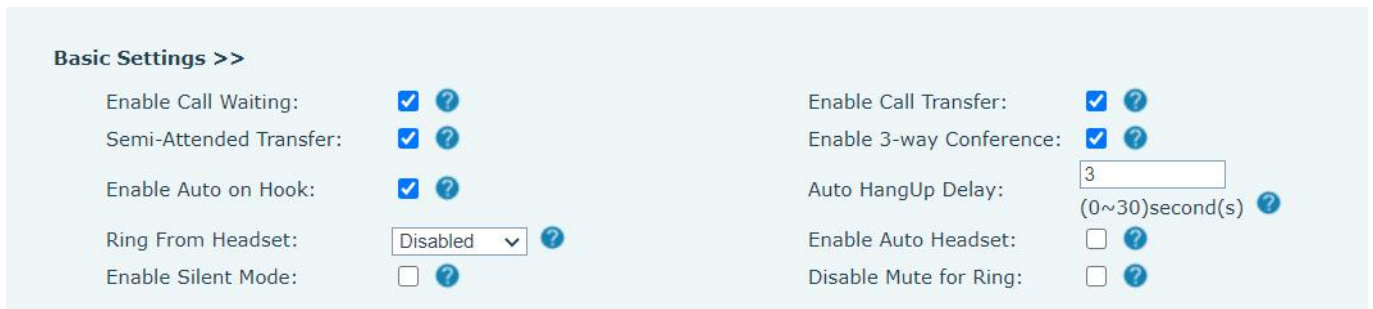 Basic Settings >>
Enable Call Waiting: ? Enable Call Transfer: ?
Semi-Attended Transfer: ? Enable 3-way Conference: ?
Enable Auto on Hook: ? Auto HangUp Delay: 3
(0~30)second(s) ?
Ring From Headset: Disabled ? Enable Auto Headset: ?
Enable Silent Mode: ? Disable Mute for Ring: ?